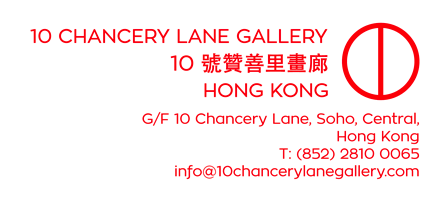 10 CHANCERY LANE GALLERY
10 號贊善里畫廊
HONG KONG
G/F 10 Chancery Lane, Soho, Central,
Hong Kong
T: (852) 2810 0065
info@10chancerylanegallery.com